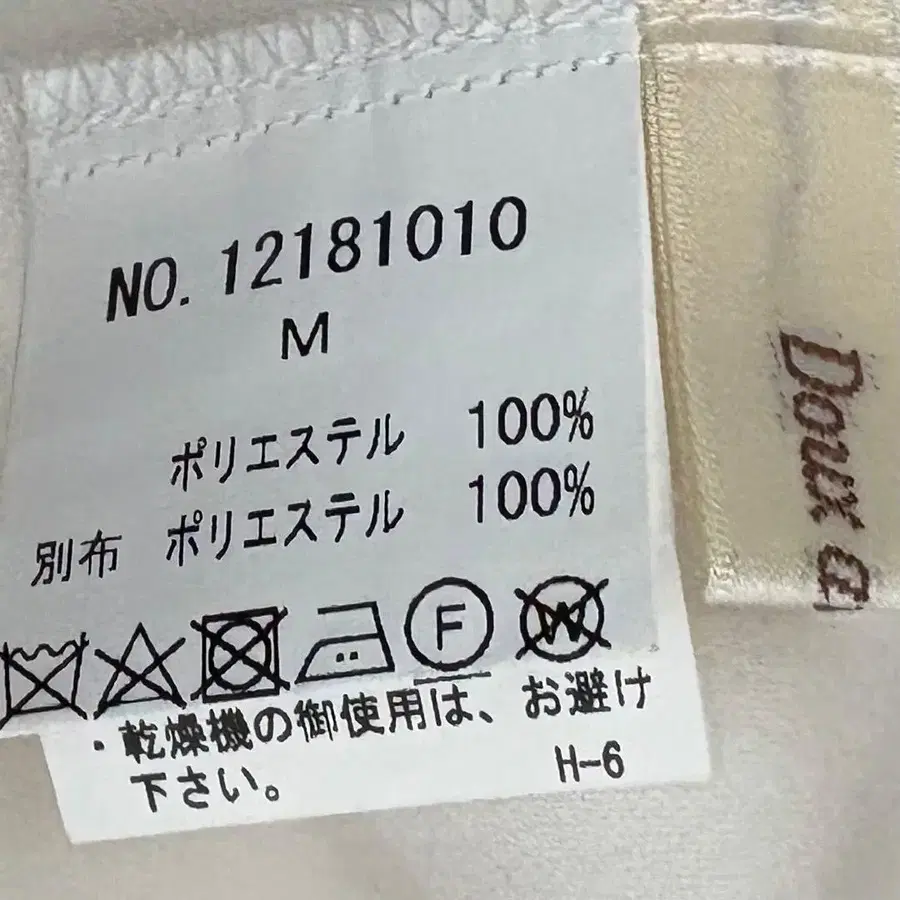 NO. 12181010
M
ポリエステル 100%
別布 ポリエステル 100%
F
W
・乾燥機の御使用は、お避け
下さい。
H-6
Doux a